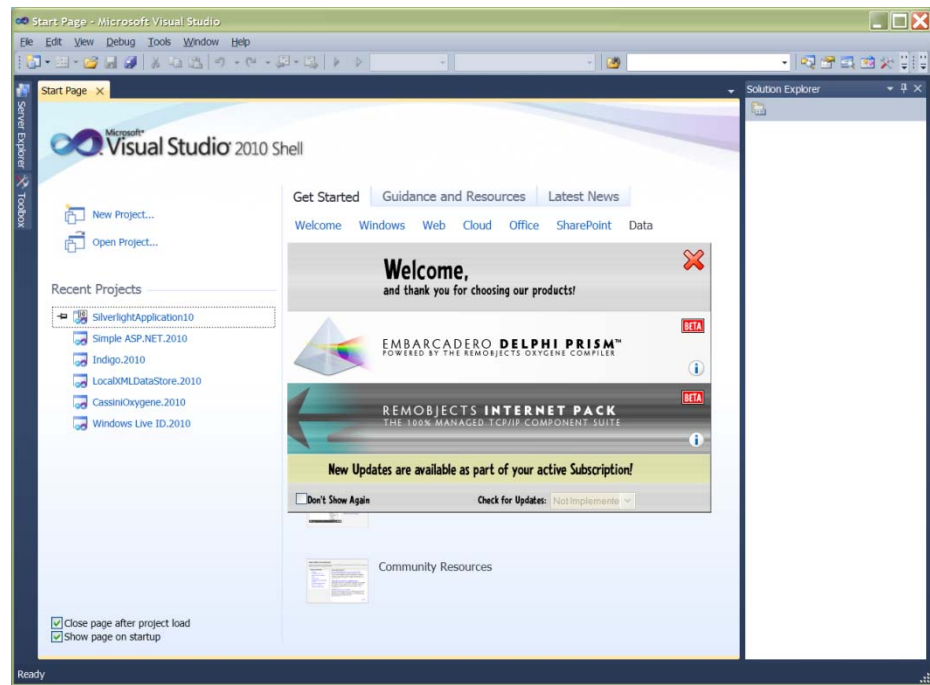 Start Page - Microsoft Visual Studio
File Edit View Debug Tools Window Help
Server Explorer
Toolbox
Start Page
Solution Explorer
Microsoft
Visual Studio 2010 Shell
New Project...
Open Project...
Recent Projects
SilverlightApplication10
Simple ASP.NET.2010
Indigo.2010
LocalXMLDataStore.2010
CassiniOxygene.2010
Windows Live ID.2010
Get Started Guidance and Resources Latest News
Welcome Windows Web Cloud Office SharePoint Data
Welcome,
and thank you for choosing our products!
BETA
EMBARCADERO DELPHI PRISM™
POWERED BY THE REMOBJECTS OXYGENE COMPILER
BETA
REMOBJECTS INTERNET PACK
THE 100% MANAGED TCP/IP COMPONENT SUITE
New Updates are available as part of your active Subscription!
Don't Show Again
Check for Updates: Not Implemente
Community Resources
Close page after project load
Show page on startup
Ready